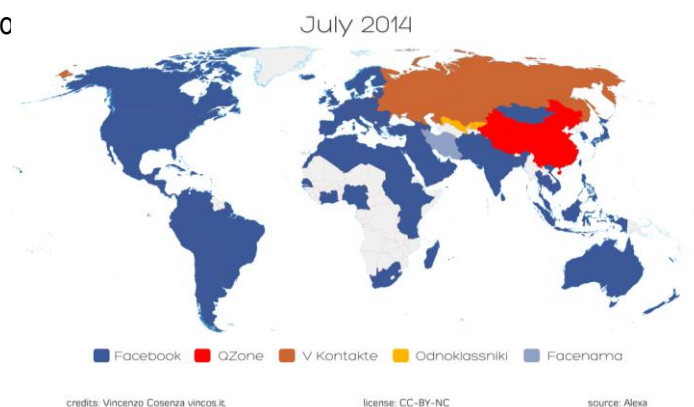 July 2014
Facebook QZone V Kontakte Odnoklassniki Facenama
credits: Vincenzo Cosenza vincos.it license: CC-BY-NC source: Alexa